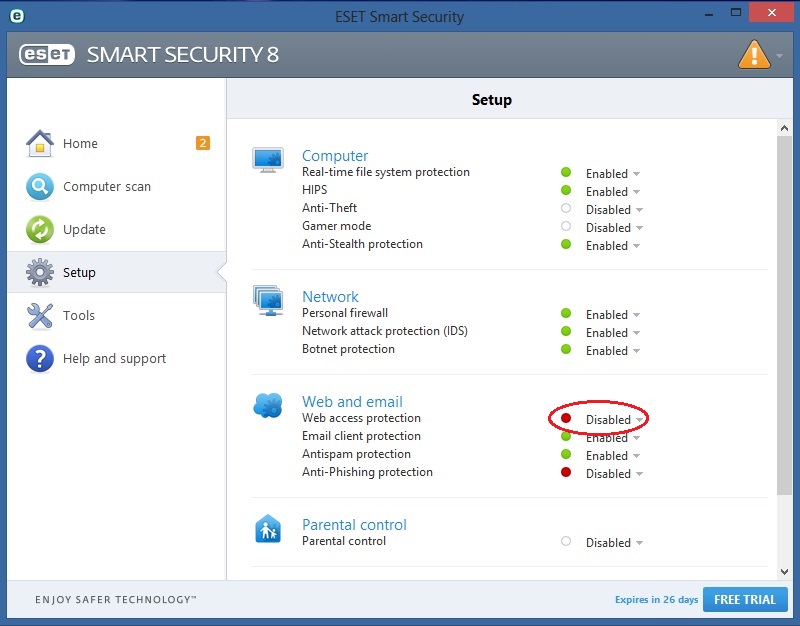 e
ESET Smart Security
eseT SMART SECURITY 8
Setup
Home 2
Computer scan
Update
Setup
Tools
Help and support
Computer
Real-time file system protection Enabled
HIPS Enabled
Anti-Theft Disabled
Gamer mode Disabled
Anti-Stealth protection Enabled
Network
Personal firewall Enabled
Network attack protection (IDS) Enabled
Botnet protection Enabled
Web and email
Web access protection Disabled
Email client protection Enabled
Antispam protection Enabled
Anti-Phishing protection Disabled
Parental control
Parental control Disabled
ENJOY SAFER TECHNOLOGY™
Expires in 26 days FREE TRIAL